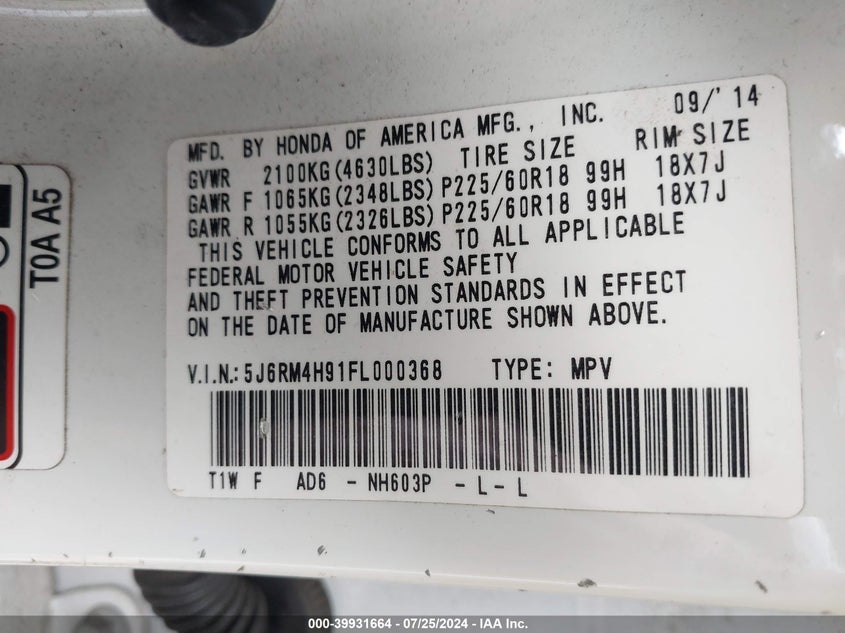 MFD. BY HONDA OF AMERICA MFG., INC. 09/'14
GVWR 2100KG(4630LBS) TIRE SIZE RIM SIZE
GAWR F 1065KG(2348LBS) P225/60R18 99H 18X7J
GAWR R 1055KG(2326LBS) P225/60R18 99H 18X7J
THIS VEHICLE CONFORMS TO ALL APPLICABLE
FEDERAL MOTOR VEHICLE SAFETY
AND THEFT PREVENTION STANDARDS IN EFFECT
ON THE DATE OF MANUFACTURE SHOWN ABOVE.
V.I.N.: 5J6RM4H91FL000368 TYPE: MPV
T1W F AD6 - NH603P - L - L
T0A A5
000-39931664 - 07/25/2024 - IAA Inc.